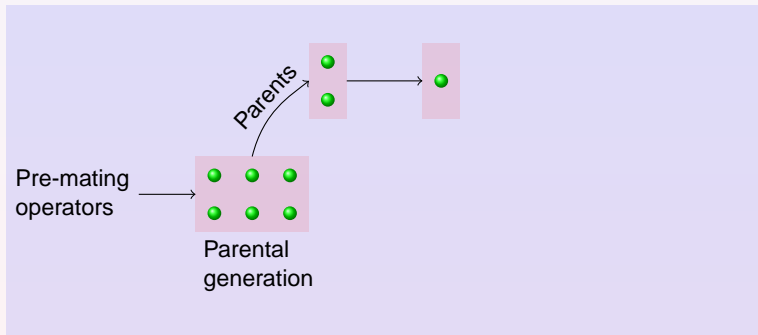 Parents
Pre-mating
operators
Parental
generation